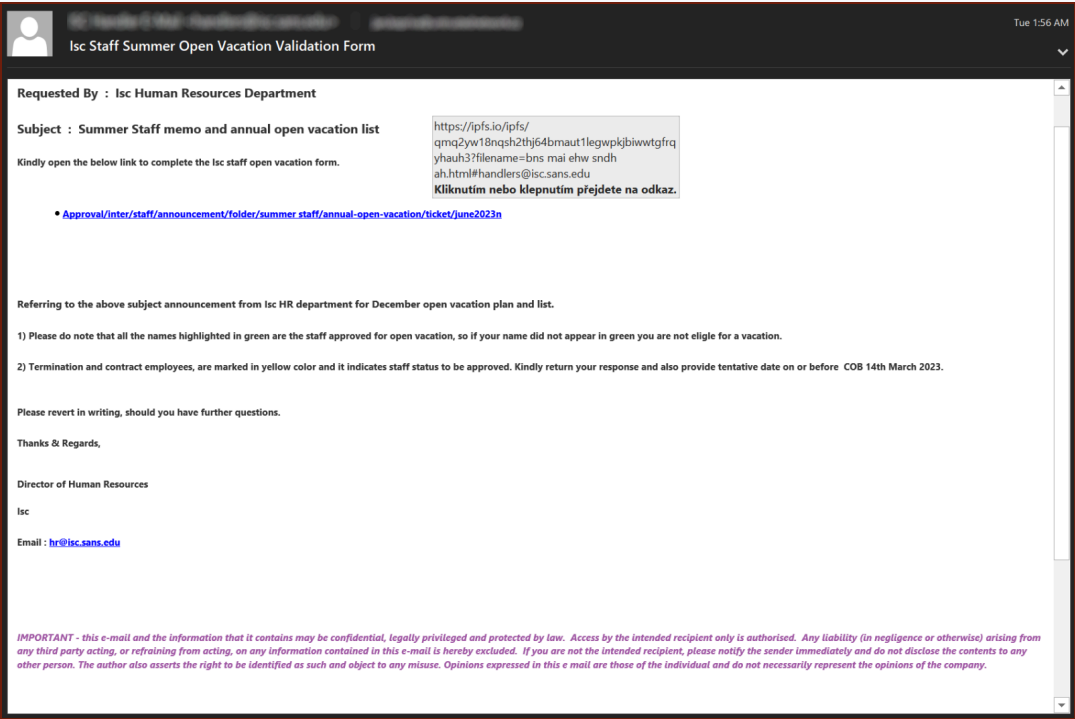 Tue 1:56 AM
Isc Staff Summer Open Vacation Validation Form
Requested By : Isc Human Resources Department
Subject : Summer Staff memo and annual open vacation list
https://ipfs.io/ipfs/
qmq2yw18nqsh2thj64bmaut1legwpkjbiwwtgfrq
yhauh3?filename=bns mai ehw sndh
ah.html#handlers@isc.sans.edu
Kliknutím nebo klepnutím přejdete na odkaz.
Kindly open the below link to complete the Isc staff open vacation form.
• Approval/inter/staff/announcement/folder/summer staff/annual-open-vacation/ticket/june2023n
Referring to the above subject announcement from Isc HR department for December open vacation plan and list.
1) Please do note that all the names highlighted in green are the staff approved for open vacation, so if your name did not appear in green you are not eligle for a vacation.
2) Termination and contract employees, are marked in yellow color and it indicates staff status to be approved. Kindly return your response and also provide tentative date on or before COB 14th March 2023.
Please revert in writing, should you have further questions.
Thanks & Regards,
Director of Human Resources
Isc
Email : hr@isc.sans.edu
IMPORTANT - this e-mail and the information that it contains may be confidential, legally privileged and protected by law. Access by the intended recipient only is authorised. Any liability (in negligence or otherwise) arising from
any third party acting, or refraining from acting, on any information contained in this e-mail is hereby excluded. If you are not the intended recipient, please notify the sender immediately and do not disclose the contents to any
other person. The author also asserts the right to be identified as such and object to any misuse. Opinions expressed in this e mail are those of the individual and do not necessarily represent the opinions of the company.